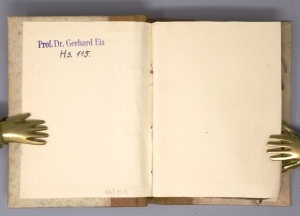 Prof. Dr. Gerhard Eis
Hs. 115.